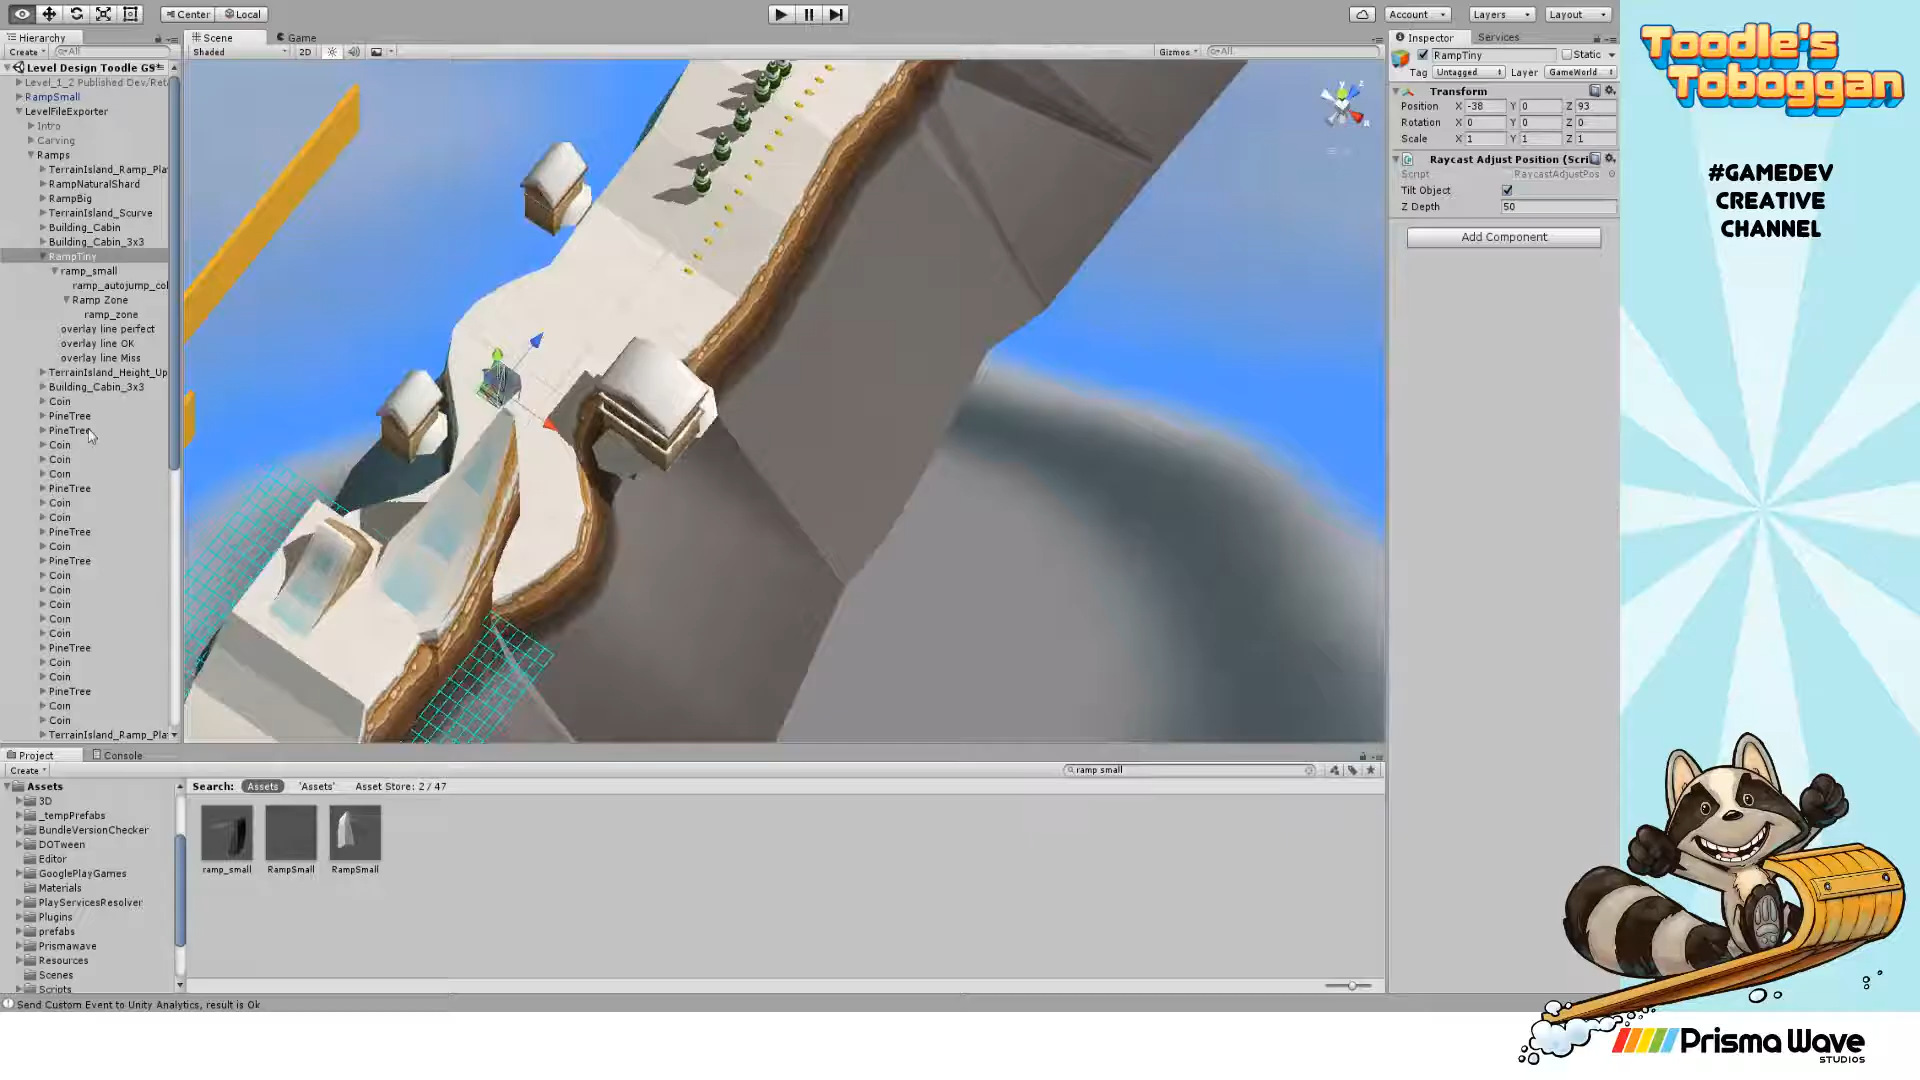 Center Local
Account Layers Layout
Hierarchy
Create All
Level Design Toodle GS
Level_1_2 Published Dev/Ret
RampSmall
LevelFileExporter
Intro
Carving
Ramps
TerrainIsland_Ramp_Pla
RampNaturalShard
RampBig
TerrainIsland_Scurve
Building_Cabin
Building_Cabin_3x3
RampTiny
ramp_small
ramp_autojump_col
Ramp Zone
ramp_zone
overlay line perfect
overlay line OK
overlay line Miss
TerrainIsland_Height_Up
Building_Cabin_3x3
Coin
PineTree
PineTree
Coin
Coin
Coin
PineTree
Coin
Coin
PineTree
Coin
PineTree
Coin
Coin
Coin
Coin
Coin
PineTree
Coin
Coin
PineTree
Coin
Coin
TerrainIsland_Ramp_Pla
Scene Game
Shaded 2D Gizmos All
Inspector Services
RampTiny Static
Tag Untagged Layer GameWorld
Transform
Position X -38 Y 0 Z 93
Rotation X 0 Y 0 Z 0
Scale X 1 Y 1 Z 1
Raycast Adjust Position (Scri
Script RaycastAdjustPos
Tilt Object
Z Depth 50
Add Component
Project Console
Create ramp small
Assets
3D
_tempPrefabs
BundleVersionChecker
DOTween
Editor
GooglePlayGames
Materials
PlayServicesResolver
Plugins
prefabs
Prismawave
Resources
Scenes
Scripts
Search: Assets 'Assets' Asset Store: 2 / 47
ramp_small RampSmall RampSmall
Send Custom Event to Unity Analytics, result is Ok
Toodle's
Toboggan
#GAMEDEV
CREATIVE
CHANNEL
Prisma Wave
STUDIOS